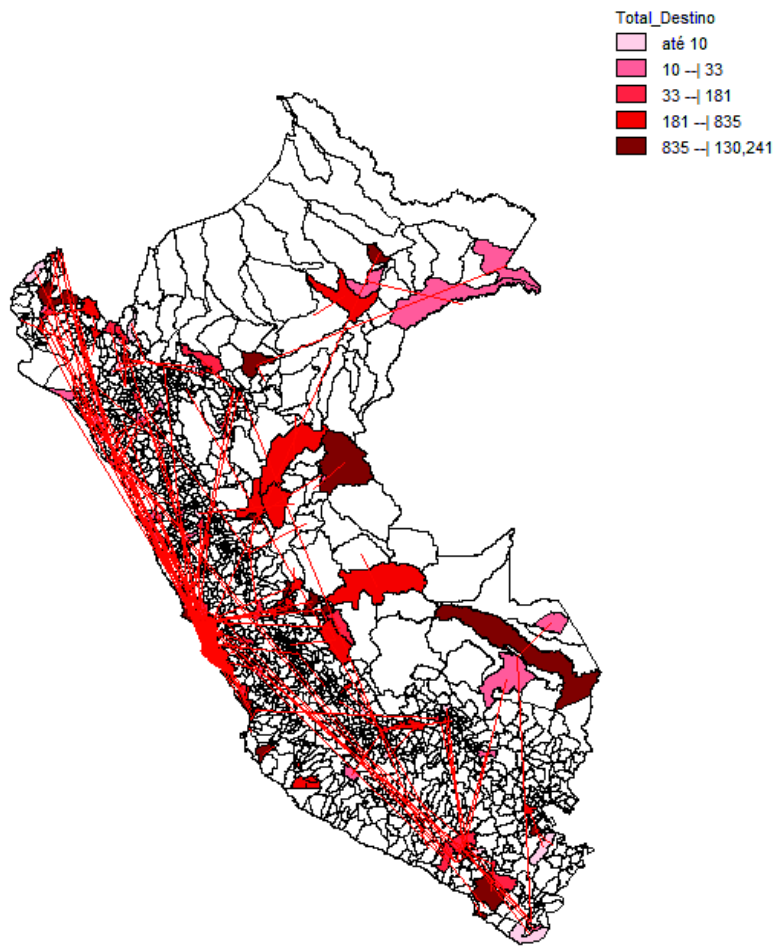 Total_Destino
até 10
10 --| 33
33 --| 181
181 --| 835
835 --| 130,241